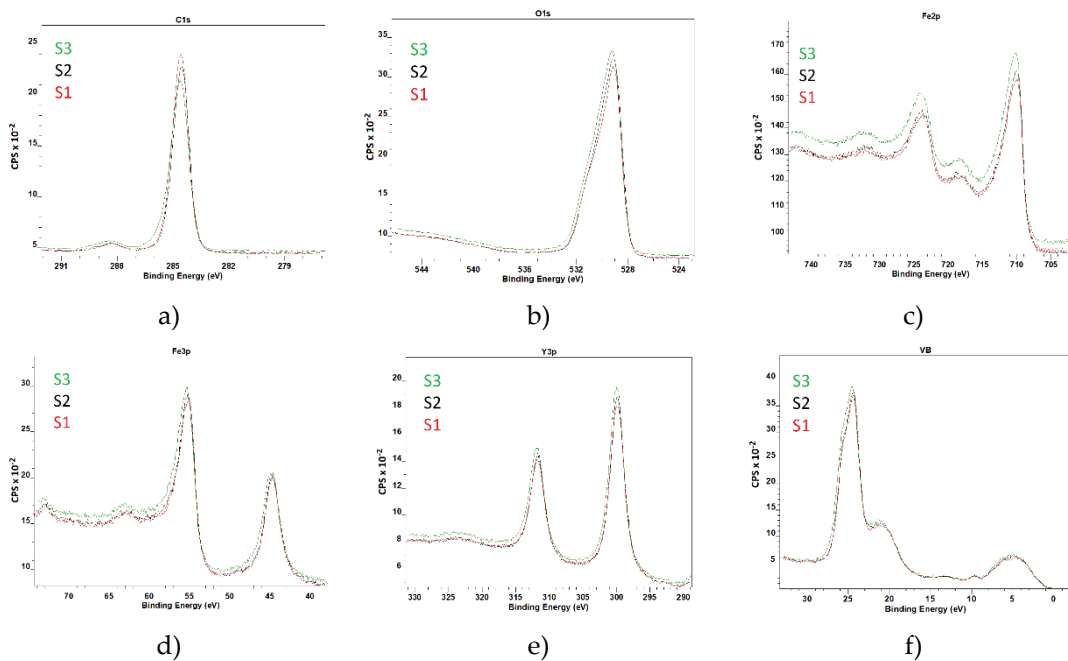 C1s
25
20
15
10
5
S3
S2
S1
CPS x 10⁻²
291 288 284 282 279
Binding Energy (eV)
a)
O1s
35
30
25
20
35
10
S3
S2
S1
CPS x 10⁻²
544 540 536 530 528 524
Binding Energy (eV)
b)
Fe2p
170
160
150
140
130
120
110
100
S3
S2
S1
CPS x 10⁻²
740 735 730 725 720 715 710 705
Binding Energy (eV)
c)
Fe3p
30
25
20
15
10
S3
S2
S1
CPS x 10⁻²
70 65 60 55 50 45 40
Binding Energy (eV)
d)
Y3p
20
18
16
14
12
10
8
6
S3
S2
S1
CPS x 10⁻²
330 325 320 315 310 305 300 295 290
Binding Energy (eV)
e)
VB
40
35
30
25
20
15
10
5
S3
S2
S1
CPS x 10⁻²
30 25 20 15 10 5 0
Binding Energy (eV)
f)